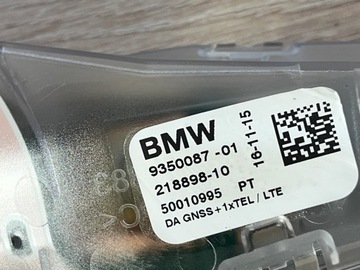 BMW
9350087 -01
218898-10
50010995 PT
DA GNSS+1xTEL / LTE
16-11-15